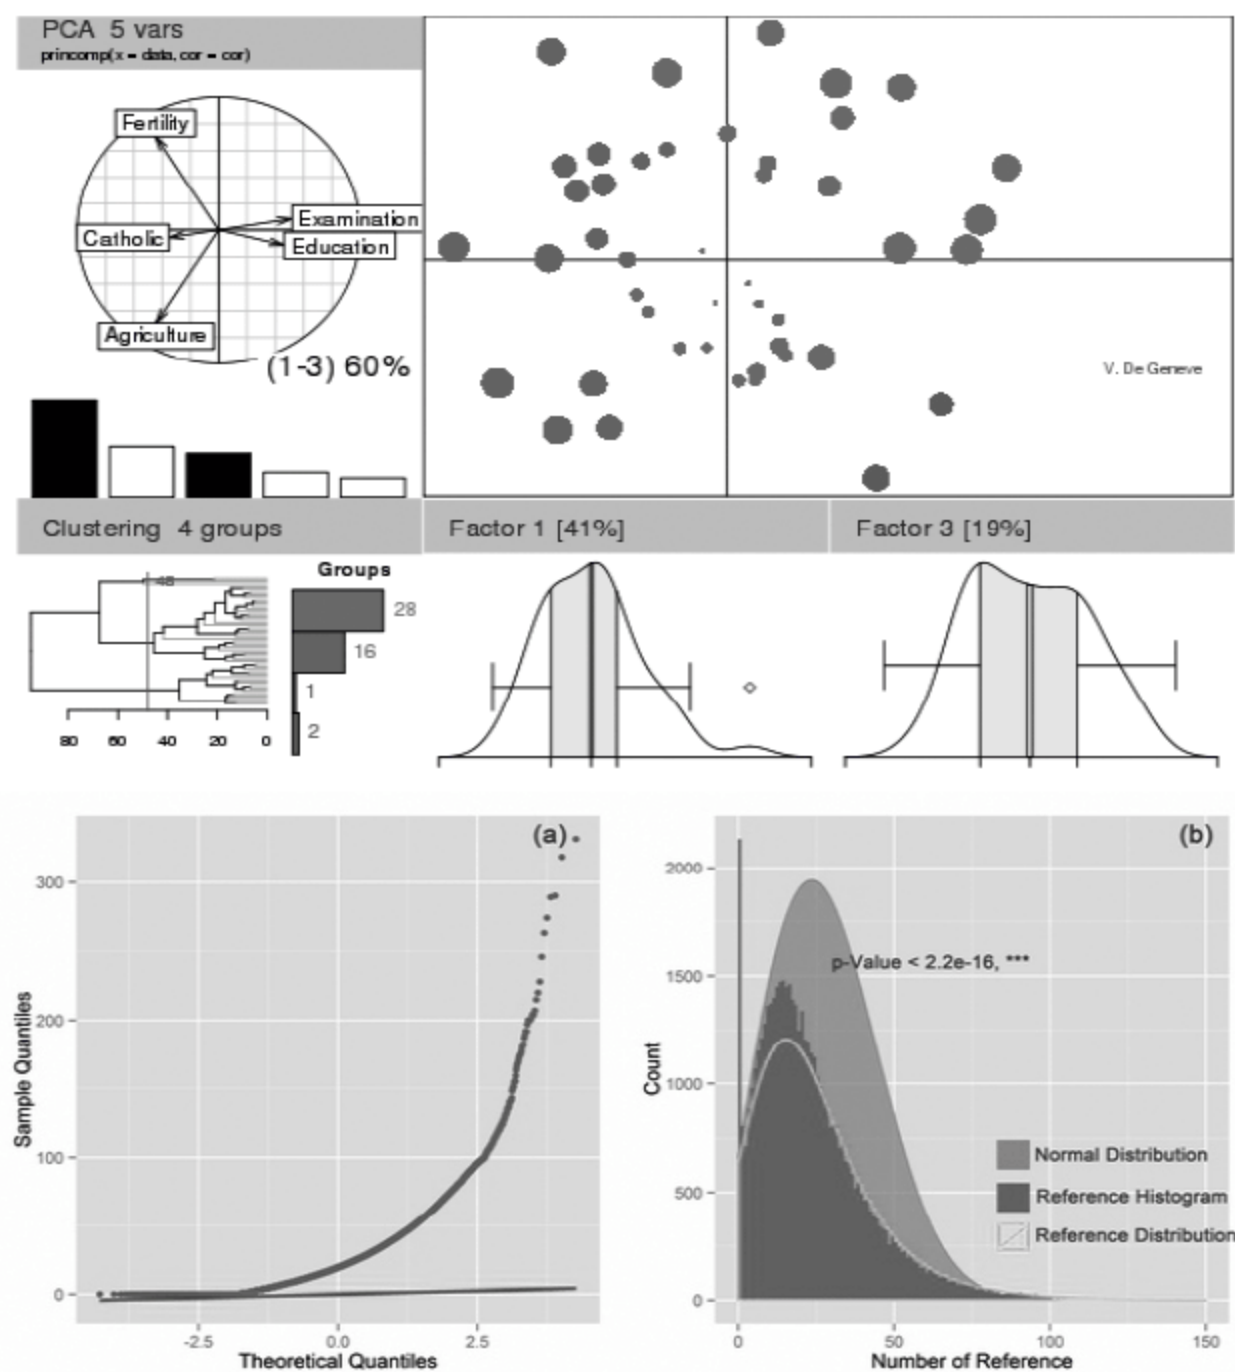 PCA 5 vars
princomp(x = data, cor = cor)
Fertility
Examination
Catholic
Education
Agriculture
(1-3) 60%
V. De Geneve
Clustering 4 groups
Factor 1 [41%]
Factor 3 [19%]
48
Groups
28
16
1
2
80 60 40 20 0
(a)
300
200
100
0
-2.5 0.0 2.5
Sample Quantiles
Theoretical Quantiles
(b)
2000
1500
1000
500
0
0 50 100 150
Count
p-Value < 2.2e-16, ***
Normal Distribution
Reference Histogram
Reference Distribution
Number of Reference